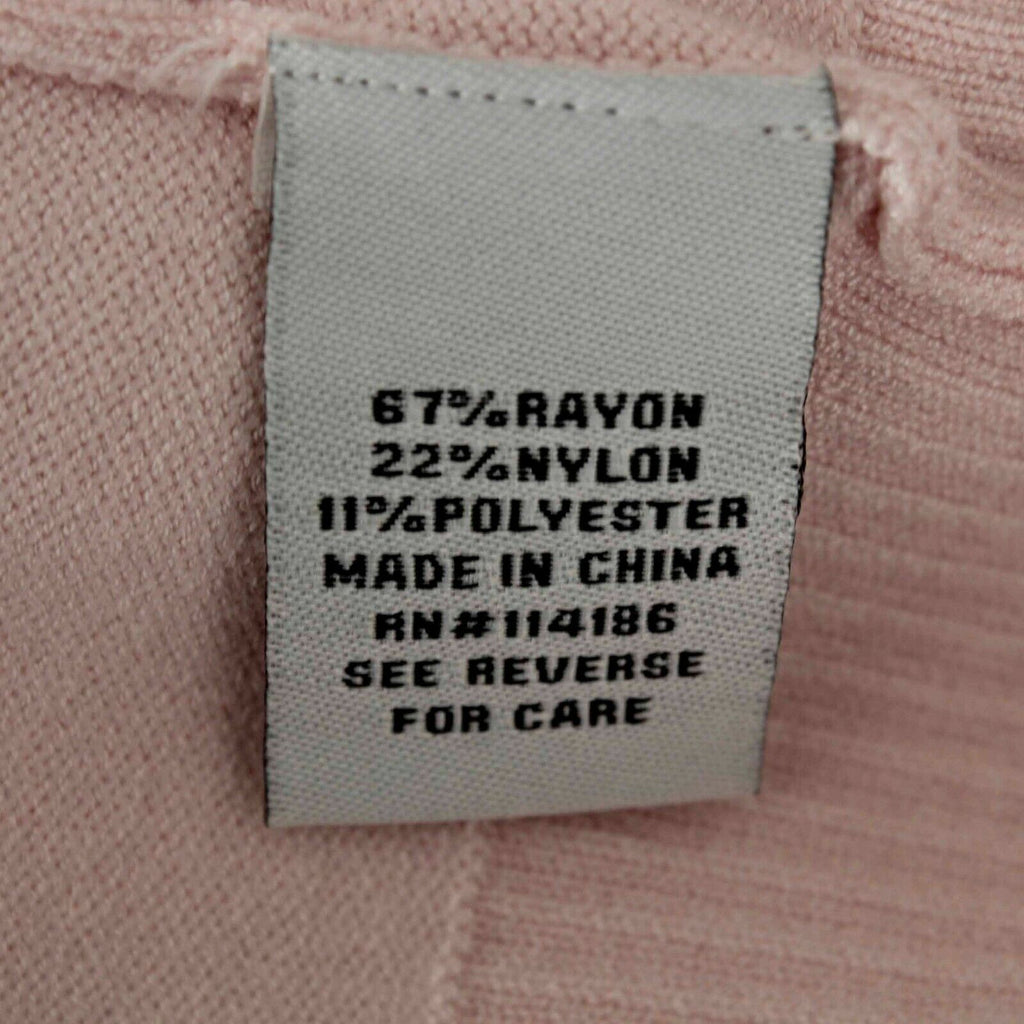 67%RAYON
22%NYLON
11%POLYESTER
MADE IN CHINA
RN#114186
SEE REVERSE
FOR CARE